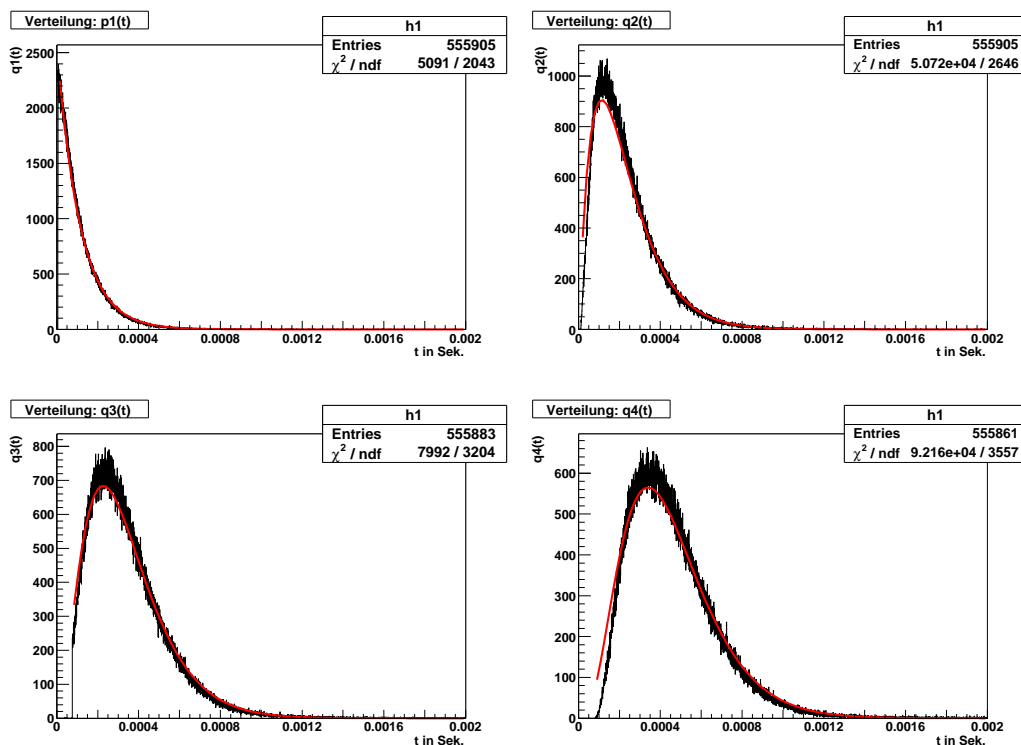 Verteilung: p1(t)
h1
Entries 555905
χ² / ndf 5091 / 2043
q1(t)
2500
2000
1500
1000
500
0
0 0.0004 0.0008 0.0012 0.0016 0.002
t in Sek.
Verteilung: q2(t)
h1
Entries 555905
χ² / ndf 5.072e+04 / 2646
q2(t)
1000
800
600
400
200
0
0 0.0004 0.0008 0.0012 0.0016 0.002
t in Sek.
Verteilung: q3(t)
h1
Entries 555883
χ² / ndf 7992 / 3204
q3(t)
800
700
600
500
400
300
200
100
0
0 0.0004 0.0008 0.0012 0.0016 0.002
t in Sek.
Verteilung: q4(t)
h1
Entries 555861
χ² / ndf 9.216e+04 / 3557
q4(t)
600
500
400
300
200
100
0
0 0.0004 0.0008 0.0012 0.0016 0.002
t in Sek.